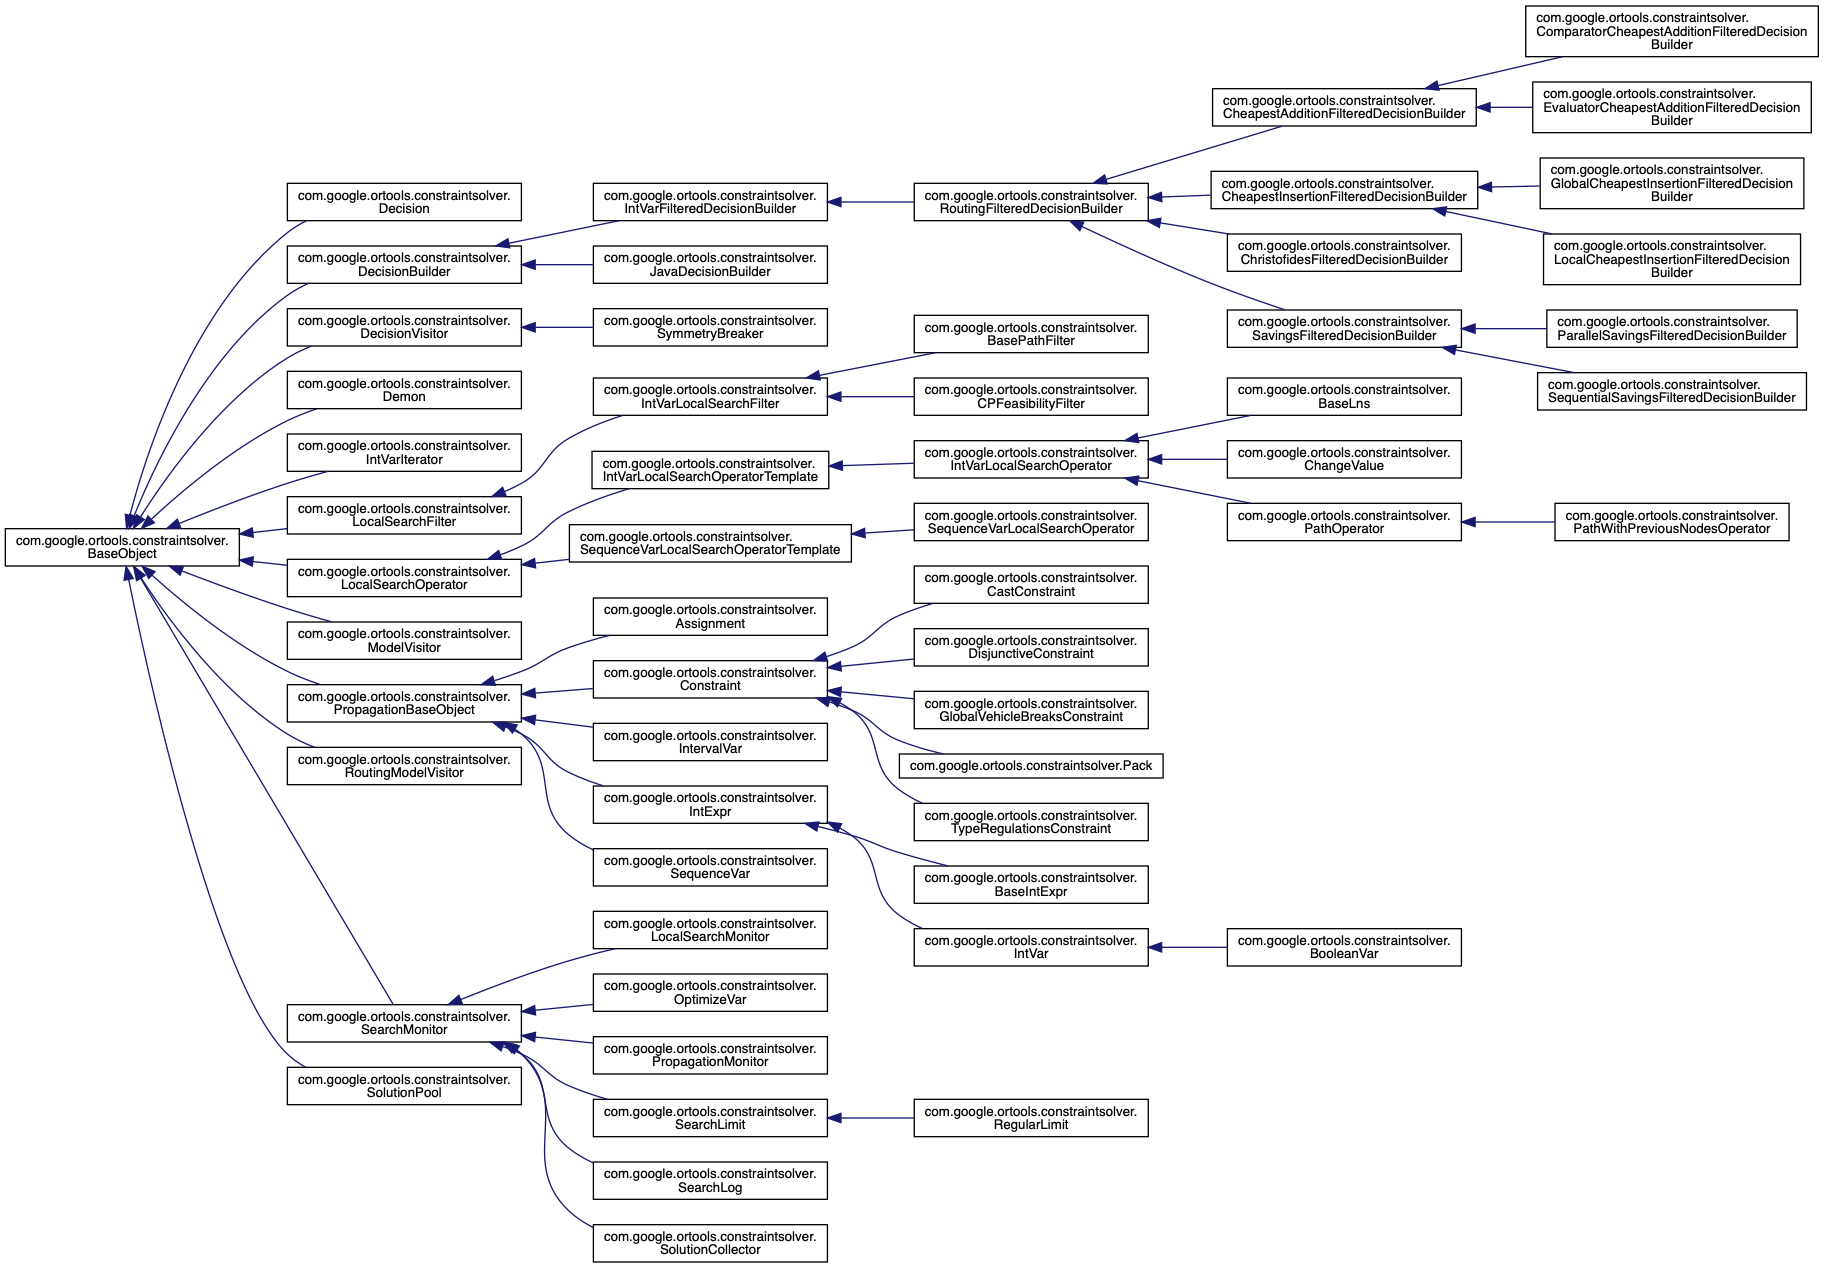 com.google.ortools.constraintsolver.
BaseObject
com.google.ortools.constraintsolver.
Decision
com.google.ortools.constraintsolver.
DecisionBuilder
com.google.ortools.constraintsolver.
DecisionVisitor
com.google.ortools.constraintsolver.
Demon
com.google.ortools.constraintsolver.
IntVarIterator
com.google.ortools.constraintsolver.
LocalSearchFilter
com.google.ortools.constraintsolver.
LocalSearchOperator
com.google.ortools.constraintsolver.
ModelVisitor
com.google.ortools.constraintsolver.
PropagationBaseObject
com.google.ortools.constraintsolver.
RoutingModelVisitor
com.google.ortools.constraintsolver.
SearchMonitor
com.google.ortools.constraintsolver.
SolutionPool
com.google.ortools.constraintsolver.
IntVarFilteredDecisionBuilder
com.google.ortools.constraintsolver.
JavaDecisionBuilder
com.google.ortools.constraintsolver.
SymmetryBreaker
com.google.ortools.constraintsolver.
IntVarLocalSearchFilter
com.google.ortools.constraintsolver.
IntVarLocalSearchOperatorTemplate
com.google.ortools.constraintsolver.
SequenceVarLocalSearchOperatorTemplate
com.google.ortools.constraintsolver.
Assignment
com.google.ortools.constraintsolver.
Constraint
com.google.ortools.constraintsolver.
IntervalVar
com.google.ortools.constraintsolver.
IntExpr
com.google.ortools.constraintsolver.
SequenceVar
com.google.ortools.constraintsolver.
LocalSearchMonitor
com.google.ortools.constraintsolver.
OptimizeVar
com.google.ortools.constraintsolver.
PropagationMonitor
com.google.ortools.constraintsolver.
SearchLimit
com.google.ortools.constraintsolver.
SearchLog
com.google.ortools.constraintsolver.
SolutionCollector
com.google.ortools.constraintsolver.
RoutingFilteredDecisionBuilder
com.google.ortools.constraintsolver.
BasePathFilter
com.google.ortools.constraintsolver.
CPFeasibilityFilter
com.google.ortools.constraintsolver.
IntVarLocalSearchOperator
com.google.ortools.constraintsolver.
SequenceVarLocalSearchOperator
com.google.ortools.constraintsolver.
CastConstraint
com.google.ortools.constraintsolver.
DisjunctiveConstraint
com.google.ortools.constraintsolver.
GlobalVehicleBreaksConstraint
com.google.ortools.constraintsolver.Pack
com.google.ortools.constraintsolver.
TypeRegulationsConstraint
com.google.ortools.constraintsolver.
BaseIntExpr
com.google.ortools.constraintsolver.
IntVar
com.google.ortools.constraintsolver.
RegularLimit
com.google.ortools.constraintsolver.
CheapestAdditionFilteredDecisionBuilder
com.google.ortools.constraintsolver.
CheapestInsertionFilteredDecisionBuilder
com.google.ortools.constraintsolver.
ChristofidesFilteredDecisionBuilder
com.google.ortools.constraintsolver.
SavingsFilteredDecisionBuilder
com.google.ortools.constraintsolver.
BaseLns
com.google.ortools.constraintsolver.
ChangeValue
com.google.ortools.constraintsolver.
PathOperator
com.google.ortools.constraintsolver.
BooleanVar
com.google.ortools.constraintsolver.
ComparatorCheapestAdditionFilteredDecision
Builder
com.google.ortools.constraintsolver.
EvaluatorCheapestAdditionFilteredDecision
Builder
com.google.ortools.constraintsolver.
GlobalCheapestInsertionFilteredDecision
Builder
com.google.ortools.constraintsolver.
LocalCheapestInsertionFilteredDecision
Builder
com.google.ortools.constraintsolver.
ParallelSavingsFilteredDecisionBuilder
com.google.ortools.constraintsolver.
SequentialSavingsFilteredDecisionBuilder
com.google.ortools.constraintsolver.
PathWithPreviousNodesOperator